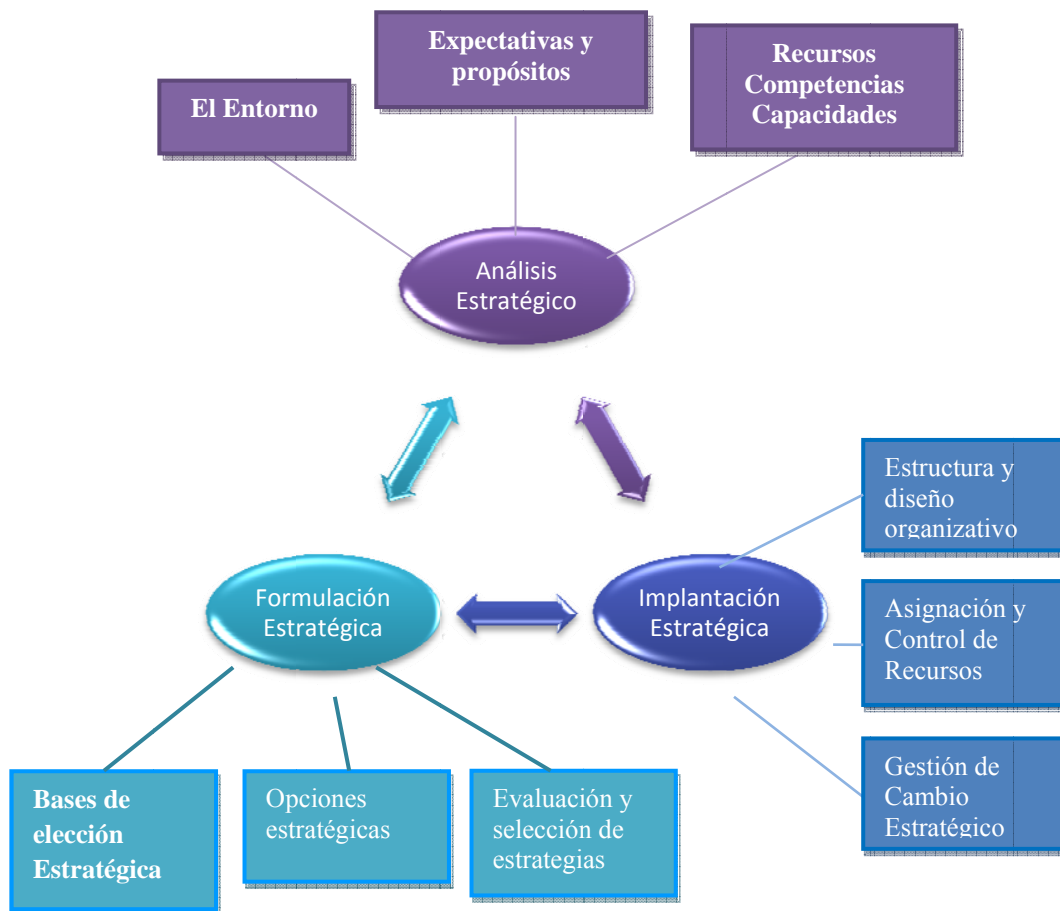 Expectativas y
propósitos
Recursos
Competencias
Capacidades
El Entorno
Análisis
Estratégico
Estructura y
diseño
organizativo
Formulación
Estratégica
Implantación
Estratégica
Asignación y
Control de
Recursos
Bases de
elección
Estratégica
Opciones
estratégicas
Evaluación y
selección de
estrategias
Gestión de
Cambio
Estratégico